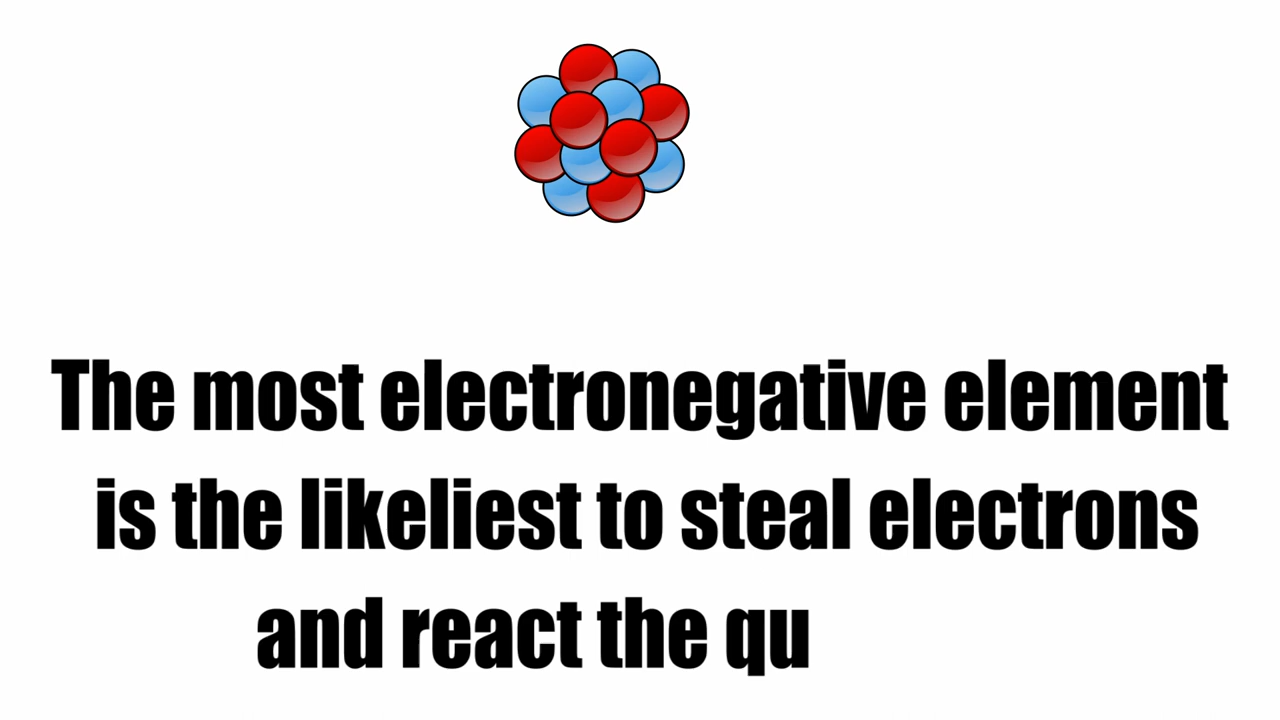 The most electronegative element
is the likeliest to steal electrons
and react the qu